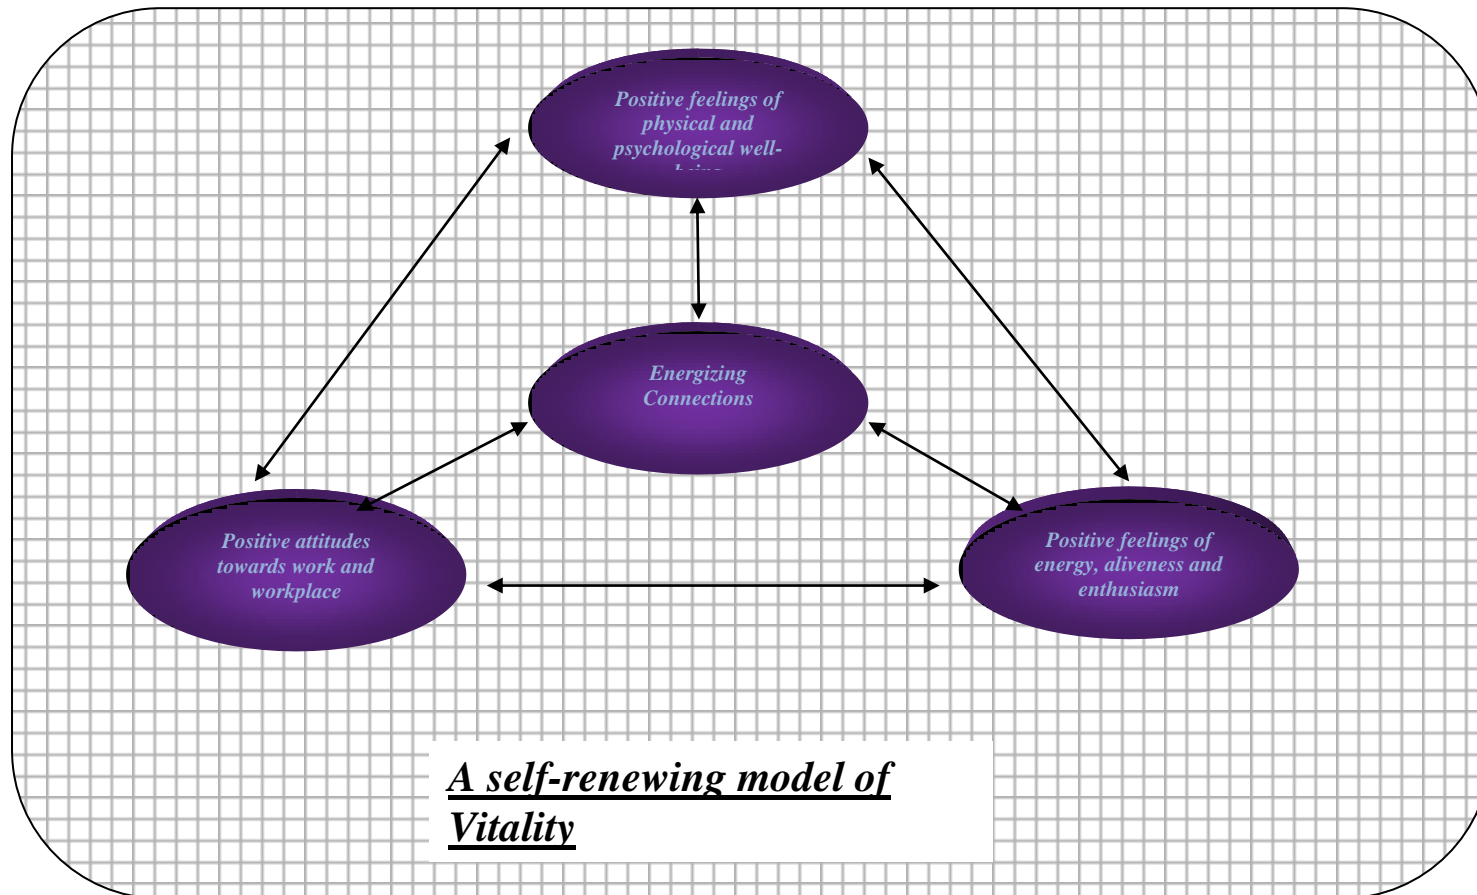 Positive feelings of
physical and
psychological well-
being
Energizing
Connections
Positive attitudes
towards work and
workplace
Positive feelings of
energy, aliveness and
enthusiasm
A self-renewing model of
Vitality